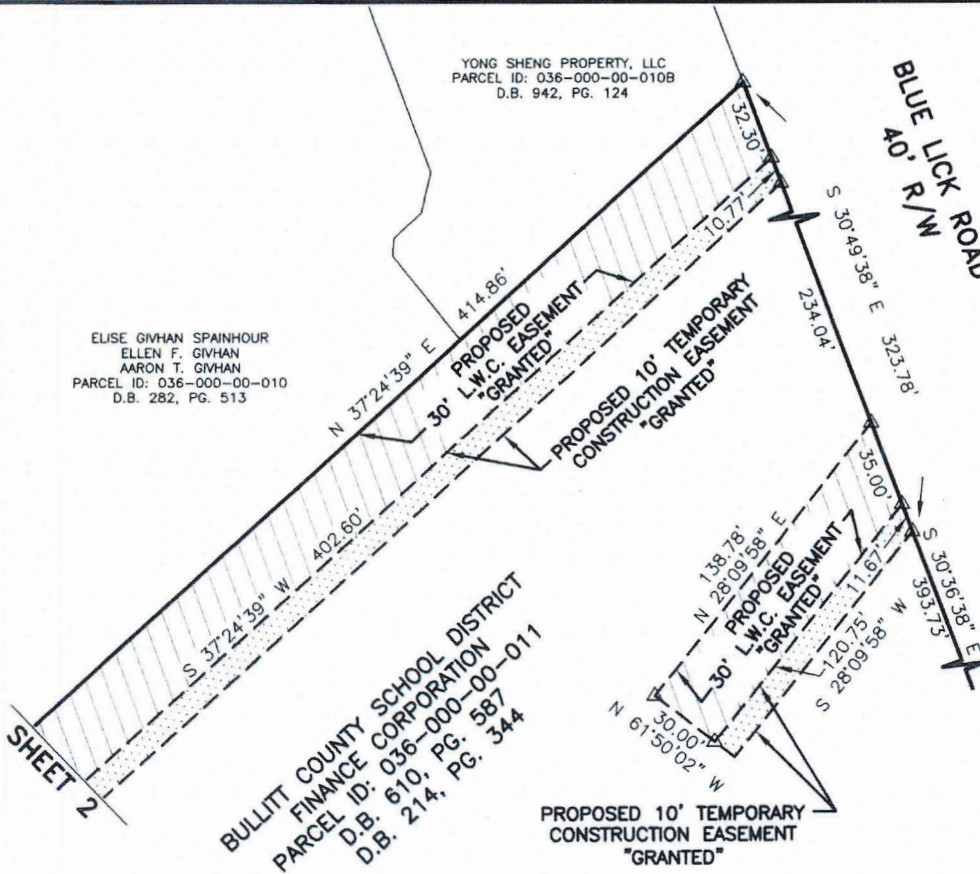 YONG SHENG PROPERTY, LLC
PARCEL ID: 036-000-00-010B
D.B. 942, PG. 124
BLUE LICK ROAD
40' R/W
32.30'
10.77'
S 30°49'38" E 323.78'
234.04'
ELISE GIVHAN SPAINHOUR
ELLEN F. GIVHAN
AARON T. GIVHAN
PARCEL ID: 036-000-00-010
D.B. 282, PG. 513
N 37°24'39" E 414.86'
PROPOSED
30' L.W.C. EASEMENT
"GRANTED"
PROPOSED 10' TEMPORARY
CONSTRUCTION EASEMENT
"GRANTED"
S 37°24'39" W 402.60'
35.00'
11.67'
S 30°36'38" E
393.73'
138.78'
N 28°09'58" E
PROPOSED
30' L.W.C. EASEMENT
"GRANTED"
120.75'
S 28°09'58" W
30.00'
N 61°50'02" W
SHEET 2
BULLITT COUNTY SCHOOL DISTRICT
FINANCE CORPORATION
PARCEL ID: 036-000-00-011
D.B. 610, PG. 587
D.B. 214, PG. 344
PROPOSED 10' TEMPORARY
CONSTRUCTION EASEMENT
"GRANTED"